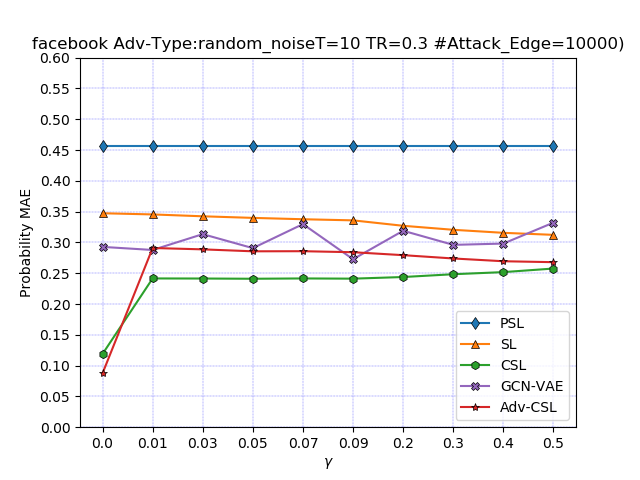 facebook Adv-Type:random_noiseT=10 TR=0.3 #Attack_Edge=10000)
0.60
0.55
0.50
0.45
0.40
0.35
0.30
0.25
0.20
0.15
0.10
0.05
0.00
Probability MAE
PSL
SL
CSL
GCN-VAE
Adv-CSL
0.0 0.01 0.03 0.05 0.07 0.09 0.2 0.3 0.4 0.5
γ